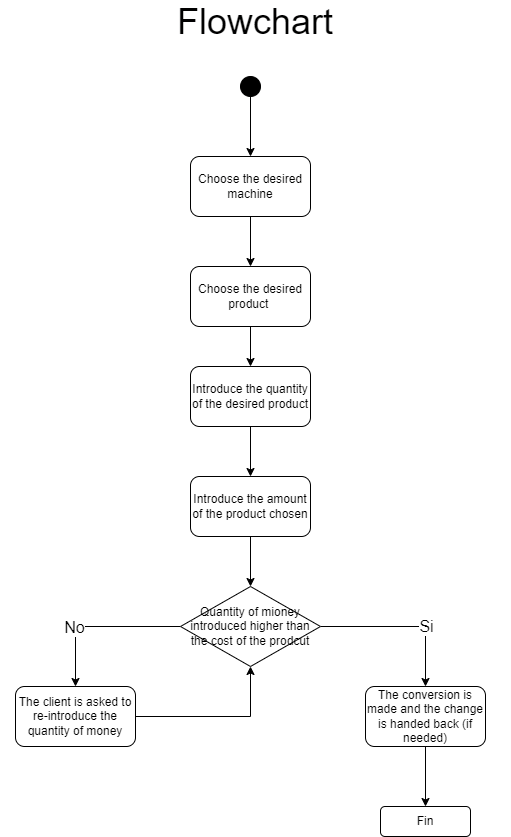 Flowchart
Choose the desired
machine
Choose the desired
product
Introduce the quantity
of the desired product
Introduce the amount
of the product chosen
Quantity of mioney
introduced higher than
the cost of the prodcut
No
Si
The client is asked to
re-introduce the
quantity of money
The conversion is
made and the change
is handed back (if
needed)
Fin